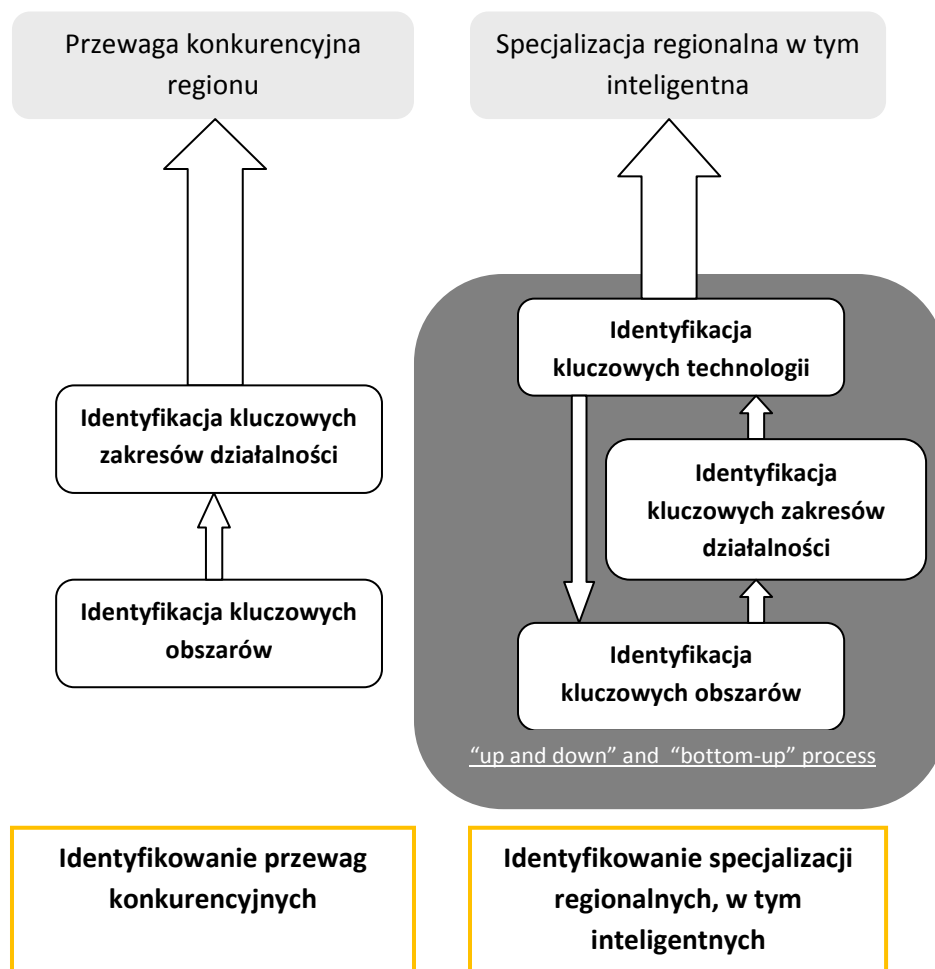 Przewaga konkurencyjna
regionu
Specjalizacja regionalna w tym
inteligentna
Identyfikacja kluczowych
zakresów działalności
Identyfikacja kluczowych
obszarów
Identyfikacja
kluczowych technologii
Identyfikacja
kluczowych zakresów
działalności
Identyfikacja
kluczowych obszarów
“up and down” and “bottom-up” process
Identyfikowanie przewag
konkurencyjnych
Identyfikowanie specjalizacji
regionalnych, w tym
inteligentnych